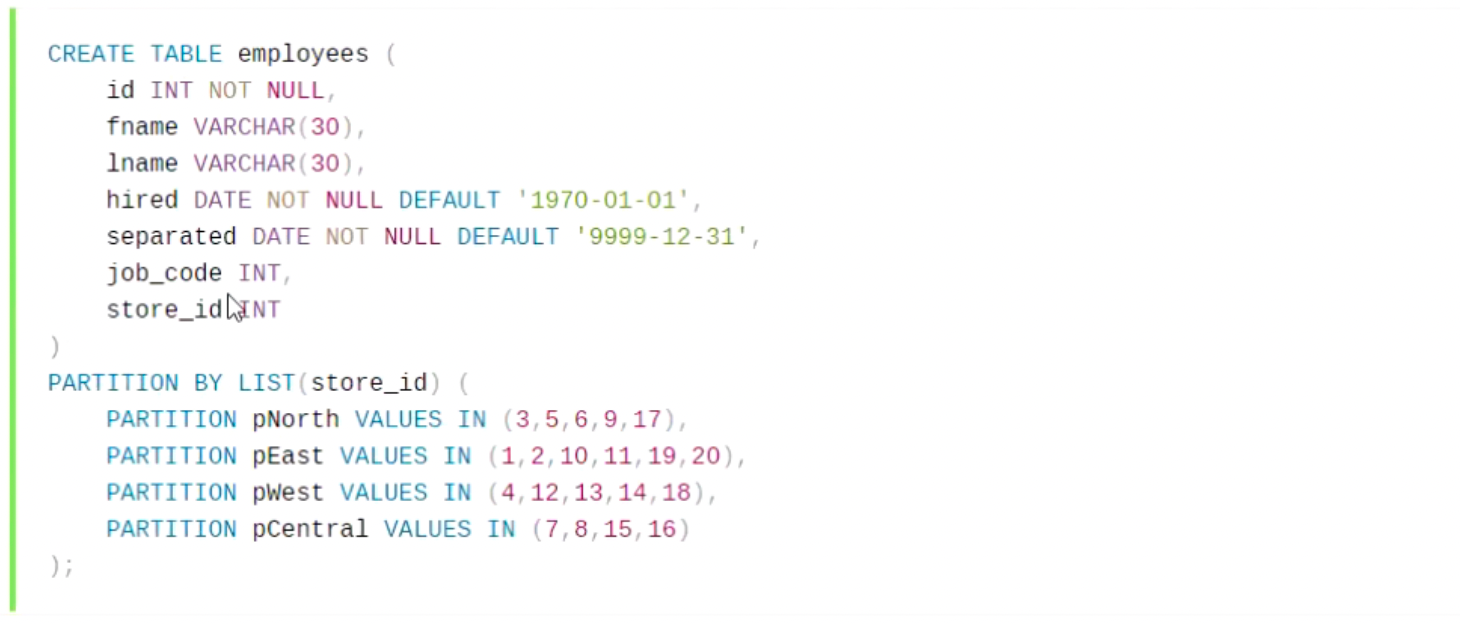 CREATE TABLE employees (
    id INT NOT NULL,
    fname VARCHAR(30),
    lname VARCHAR(30),
    hired DATE NOT NULL DEFAULT '1970-01-01',
    separated DATE NOT NULL DEFAULT '9999-12-31',
    job_code INT,
    store_id INT
)
PARTITION BY LIST(store_id) (
    PARTITION pNorth VALUES IN (3,5,6,9,17),
    PARTITION pEast VALUES IN (1,2,10,11,19,20),
    PARTITION pWest VALUES IN (4,12,13,14,18),
    PARTITION pCentral VALUES IN (7,8,15,16)
);